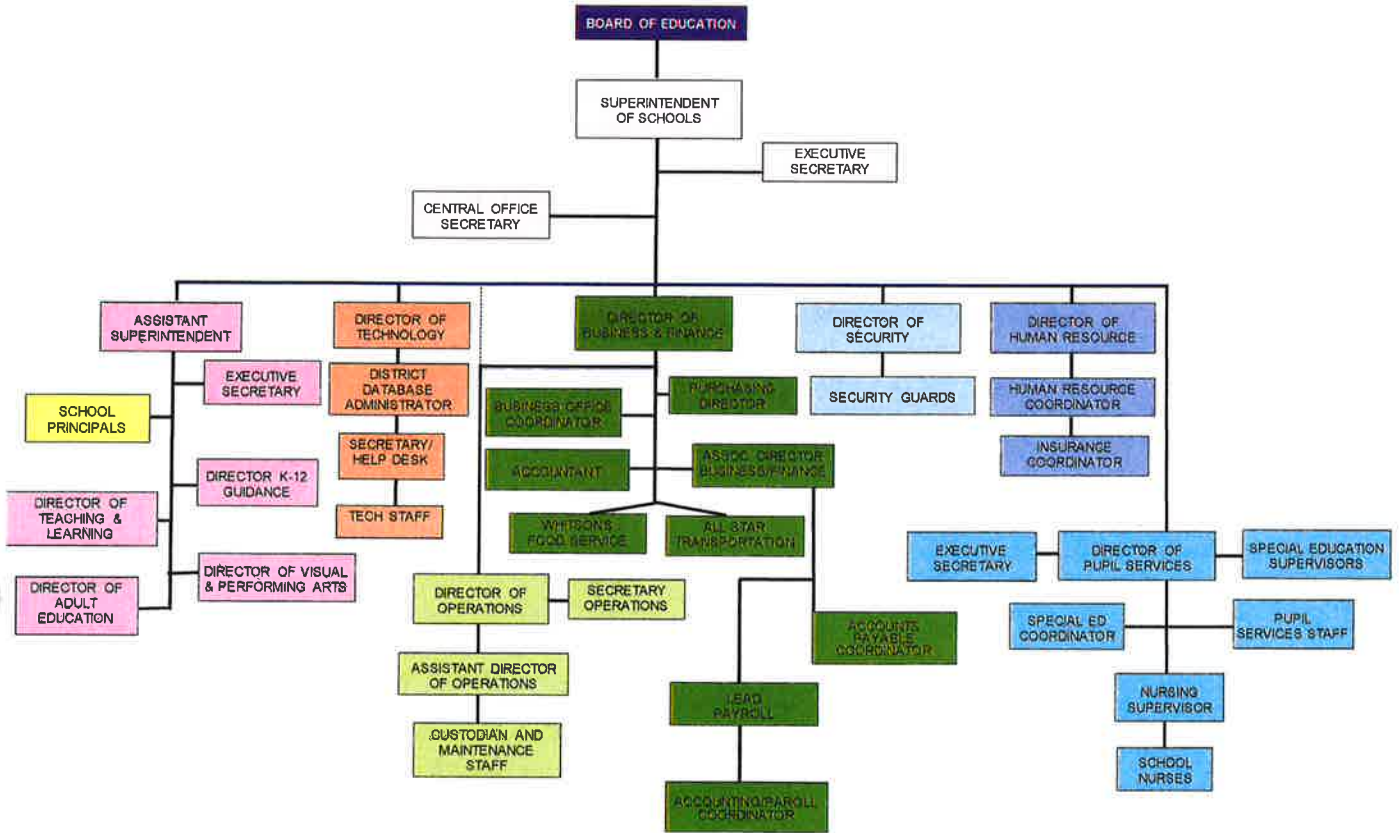 BOARD OF EDUCATION
SUPERINTENDENT
OF SCHOOLS
EXECUTIVE
SECRETARY
CENTRAL OFFICE
SECRETARY
ASSISTANT
SUPERINTENDENT
DIRECTOR OF
TECHNOLOGY
DIRECTOR OF
BUSINESS & FINANCE
DIRECTOR OF
SECURITY
DIRECTOR OF
HUMAN RESOURCE
EXECUTIVE
SECRETARY
SCHOOL
PRINCIPALS
DIRECTOR K-12
GUIDANCE
DIRECTOR OF
TEACHING &
LEARNING
DIRECTOR OF VISUAL
& PERFORMING ARTS
DIRECTOR OF
ADULT
EDUCATION
DISTRICT
DATABASE
ADMINISTRATOR
SECRETARY/
HELP DESK
TECH STAFF
PURCHASING
DIRECTOR
BUSINESS OFFICE
COORDINATOR
ACCOUNTANT
ASSOC DIRECTOR
BUSINESS/FINANCE
WHITSONS
FOOD SERVICE
ALL STAR
TRANSPORTATION
DIRECTOR OF
OPERATIONS
SECRETARY
OPERATIONS
ASSISTANT DIRECTOR
OF OPERATIONS
CUSTODIAN AND
MAINTENANCE
STAFF
ACCOUNTS
PAYABLE
COORDINATOR
LEAD
PAYROLL
ACCOUNTING/PAROLL
COORDINATOR
SECURITY GUARDS
HUMAN RESOURCE
COORDINATOR
INSURANCE
COORDINATOR
EXECUTIVE
SECRETARY
DIRECTOR OF
PUPIL SERVICES
SPECIAL EDUCATION
SUPERVISORS
SPECIAL ED
COORDINATOR
PUPIL
SERVICES STAFF
NURSING
SUPERVISOR
SCHOOL
NURSES